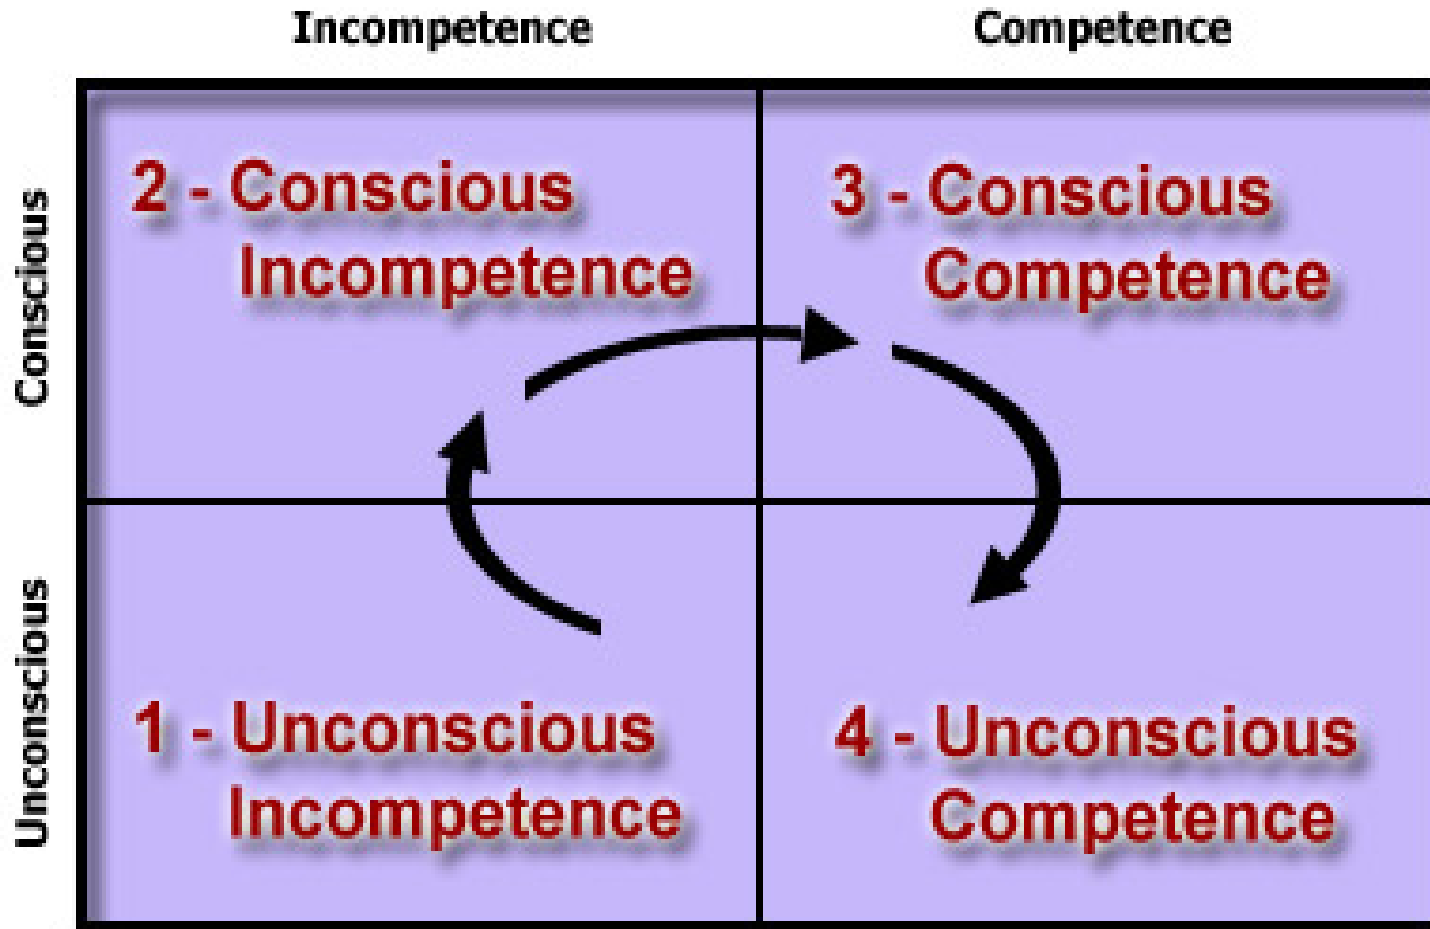 Incompetence
Competence
Conscious
2 - Conscious
Incompetence
3 - Conscious
Competence
Unconscious
1 - Unconscious
Incompetence
4 - Unconscious
Competence